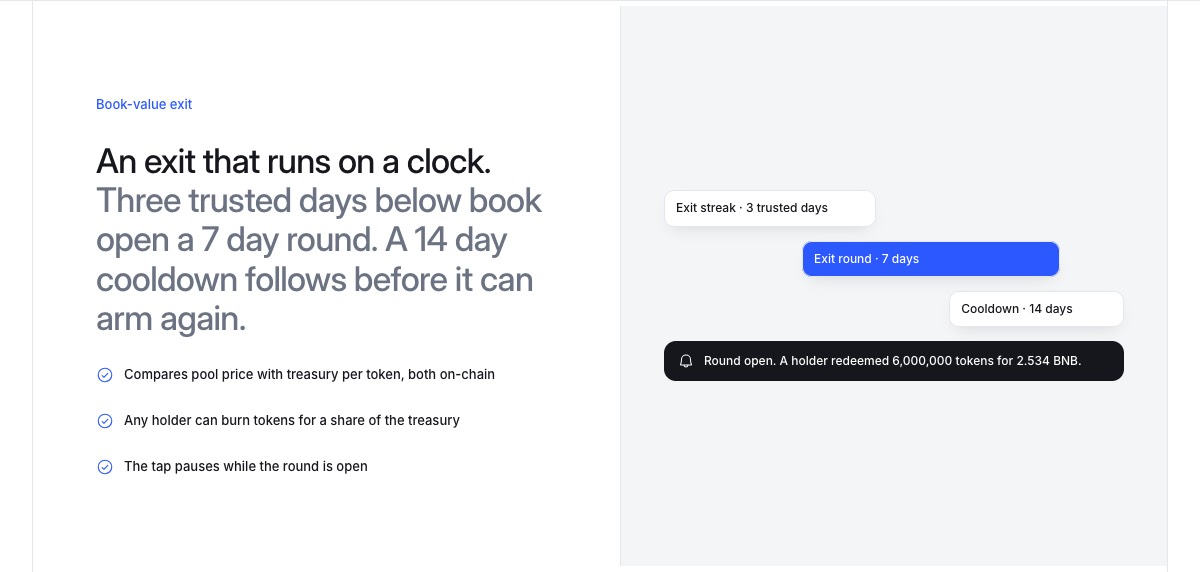 Book-value exit
An exit that runs on a clock.
Three trusted days below book
open a 7 day round. A 14 day
cooldown follows before it can
arm again.
Compares pool price with treasury per token, both on-chain
Any holder can burn tokens for a share of the treasury
The tap pauses while the round is open
Exit streak · 3 trusted days
Exit round · 7 days
Cooldown · 14 days
Round open. A holder redeemed 6,000,000 tokens for 2.534 BNB.